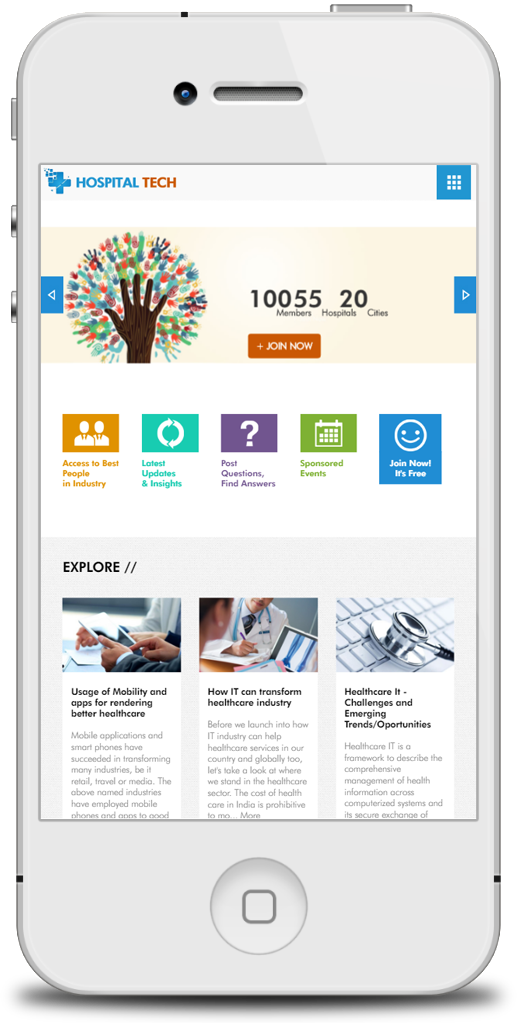 HOSPITAL TECH
10055 20
Members Hospitals Cities
+ JOIN NOW
Access to Best
People
in Industry
Latest
Updates
& Insights
Post
Questions,
Find Answers
Sponsored
Events
Join Now!
It's Free
EXPLORE //
Usage of Mobility and
apps for rendering
better healthcare
Mobile applications and
smart phones have
succeeded in transforming
many industries, be it
retail, travel or media. The
above named industries
have employed mobile
phones and apps to good
How IT can transform
healthcare industry
Before we launch into how
IT industry can help
healthcare services in our
country and globally too,
let's take a look at where
we stand in the healthcare
sector. The cost of health
care in India is prohibitive
to mo... More
Healthcare It -
Challenges and
Emerging
Trends/Oportunities
Healthcare IT is a
framework to describe the
comprehensive
management of health
information across
computerized systems and
its secure exchange of